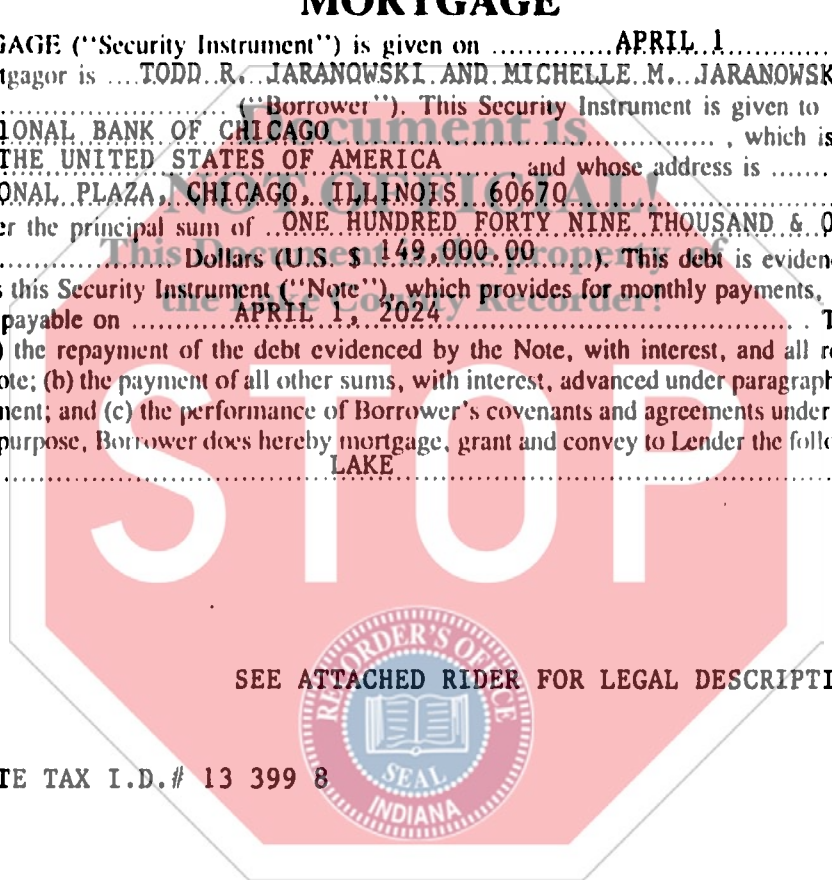 MORTGAGE
GAGE ("Security Instrument") is given on ..............APRIL 1..............
tgagor is ....TODD R. JARANOWSKI AND MICHELLE M. JARANOWSK
.............................. ("Borrower"). This Security Instrument is given to
IONAL BANK OF CHICAGO........................................................., which is
THE UNITED STATES OF AMERICA........, and whose address is .......
ONAL PLAZA, CHICAGO, ILLINOIS 60670
er the principal sum of ..ONE HUNDRED FORTY NINE THOUSAND & O
........................ Dollars (U.S. $ 149,000.00........). This debt is eviden
s this Security Instrument ("Note"), which provides for monthly payments,
payable on ..............APRIL 1, 2024.................................................. . T
) the repayment of the debt evidenced by the Note, with interest, and all r
ote; (b) the payment of all other sums, with interest, advanced under paragraph
ment; and (c) the performance of Borrower's covenants and agreements under
purpose, Borrower does hereby mortgage, grant and convey to Lender the follo
LAKE
Document is
NOT OFFICIAL!
This Document is the property of
the Lake County Recorder!
STOP
SEE ATTACHED RIDER FOR LEGAL DESCRIPTI
RECORDER'S OFFICE
SEAL
INDIANA
TE TAX I.D.# 13 399 8